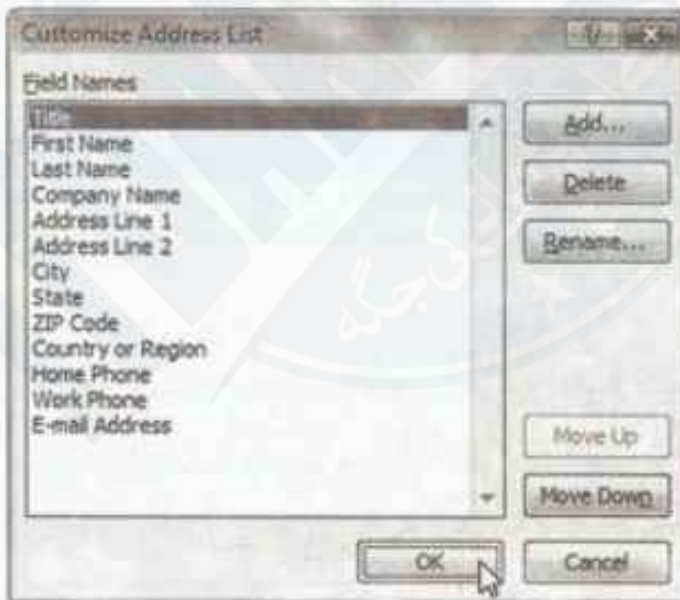 Customize Address List
Field Names
Title
First Name
Last Name
Company Name
Address Line 1
Address Line 2
City
State
ZIP Code
Country or Region
Home Phone
Work Phone
E-mail Address
Add...
Delete
Rename...
Move Up
Move Down
OK
Cancel
کی جگہ